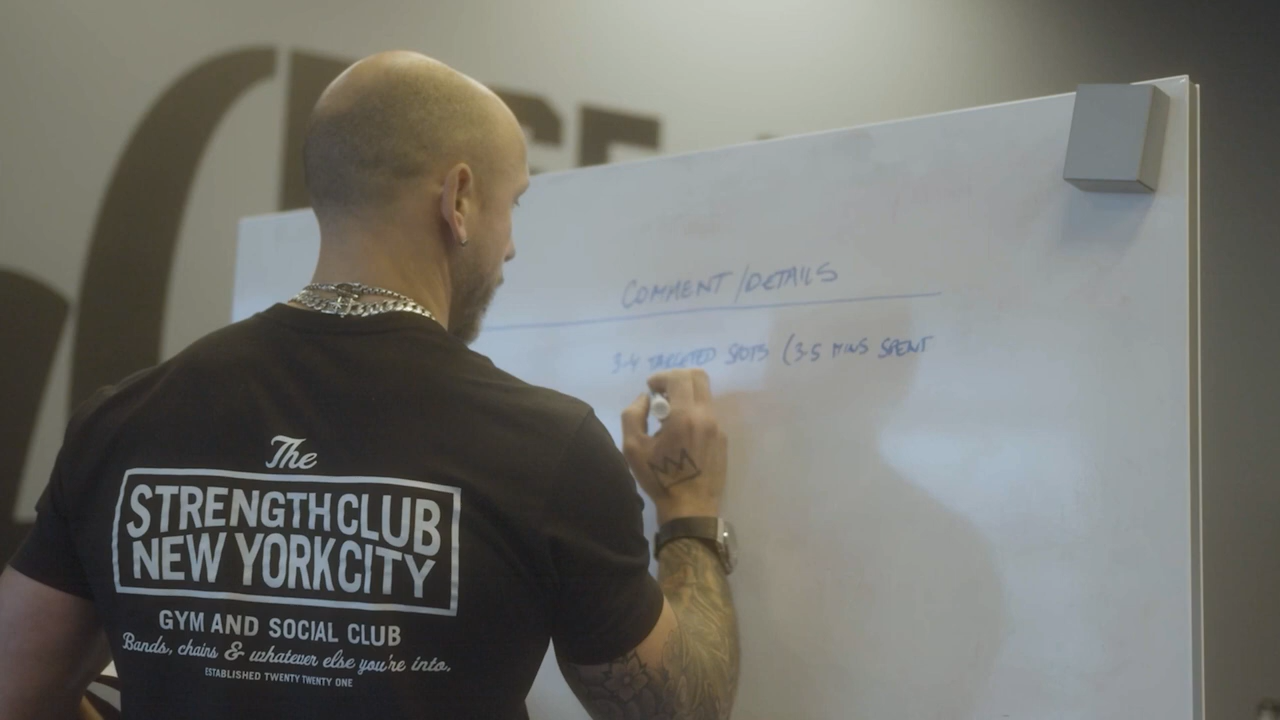 COMMENT/DETAILS
3-4 TARGETED SPOTS (3-5 MINS SPENT
The
STRENGTH CLUB
NEW YORK CITY
GYM AND SOCIAL CLUB
Bands, chains & whatever else you're into.
ESTABLISHED TWENTY TWENTY ONE